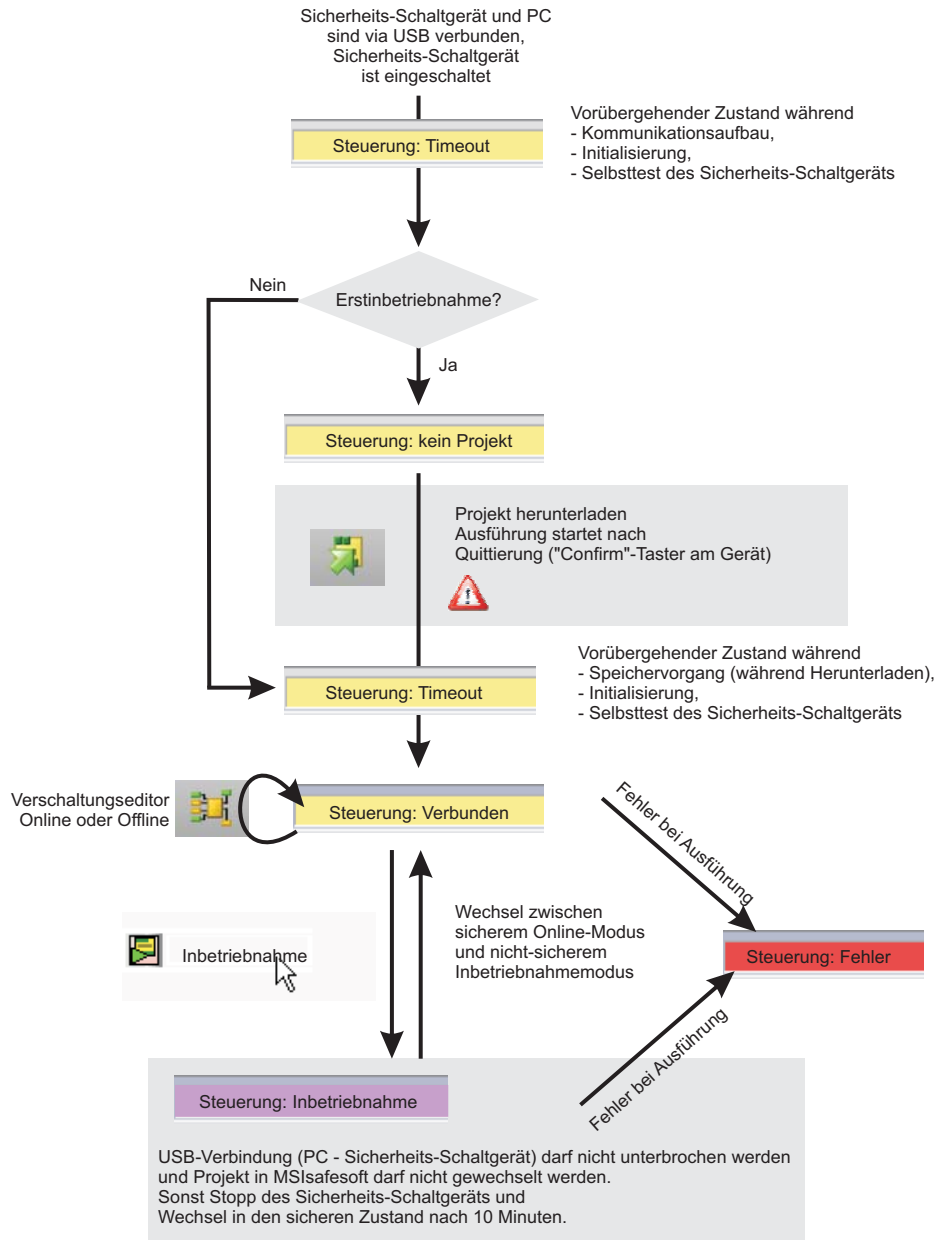 Sicherheits-Schaltgerät und PC
sind via USB verbunden,
Sicherheits-Schaltgerät
ist eingeschaltet
Steuerung: Timeout
Vorübergehender Zustand während
- Kommunikationsaufbau,
- Initialisierung,
- Selbsttest des Sicherheits-Schaltgeräts
Nein
Erstinbetriebnahme?
Ja
Steuerung: kein Projekt
Projekt herunterladen
Ausführung startet nach
Quittierung ("Confirm"-Taster am Gerät)
Vorübergehender Zustand während
- Speichervorgang (während Herunterladen),
- Initialisierung,
- Selbsttest des Sicherheits-Schaltgeräts
Steuerung: Timeout
Verschaltungseditor
Online oder Offline
Steuerung: Verbunden
Fehler bei Ausführung
Wechsel zwischen
sicherem Online-Modus
und nicht-sicherem
Inbetriebnahmemodus
Inbetriebnahme
Steuerung: Fehler
Fehler bei Ausführung
Steuerung: Inbetriebnahme
USB-Verbindung (PC - Sicherheits-Schaltgerät) darf nicht unterbrochen werden
und Projekt in MSIsafesoft darf nicht gewechselt werden.
Sonst Stopp des Sicherheits-Schaltgeräts und
Wechsel in den sicheren Zustand nach 10 Minuten.